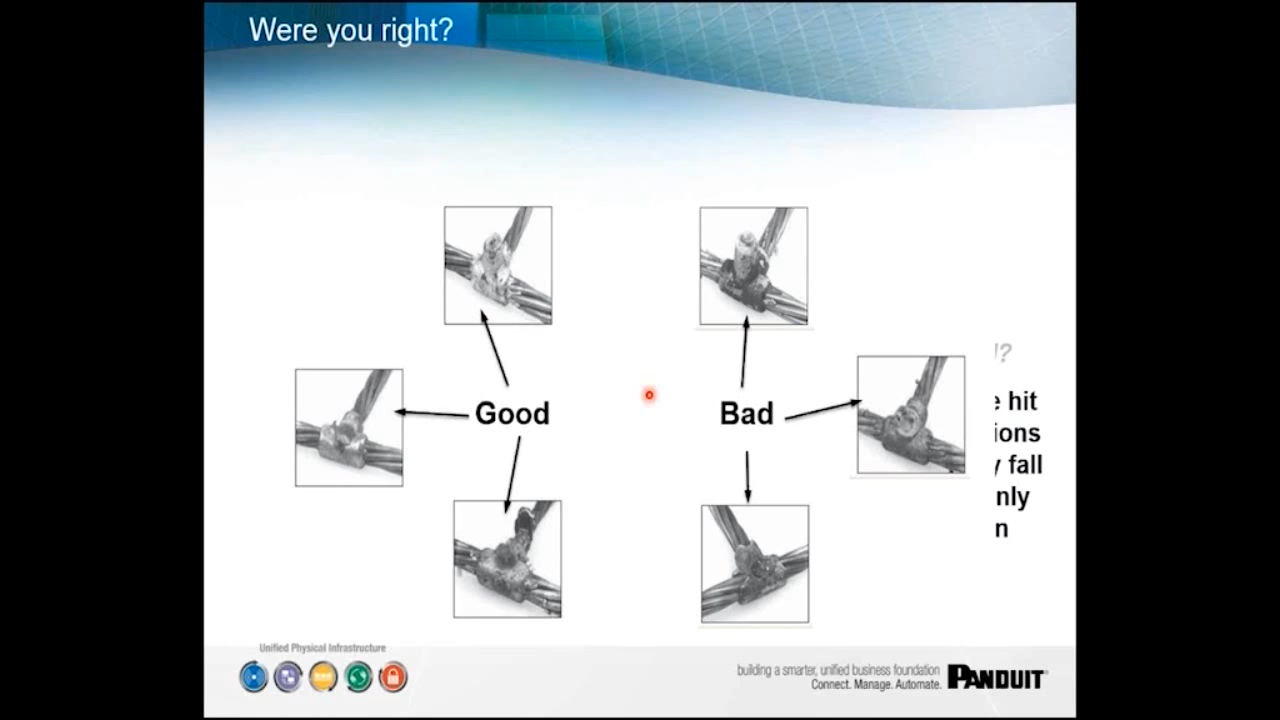 Were you right?
Good
Bad
e hit
ions
y fall
nly
n
Unified Physical Infrastructure
building a smarter, unified business foundation
Connect. Manage. Automate.
PANDUIT